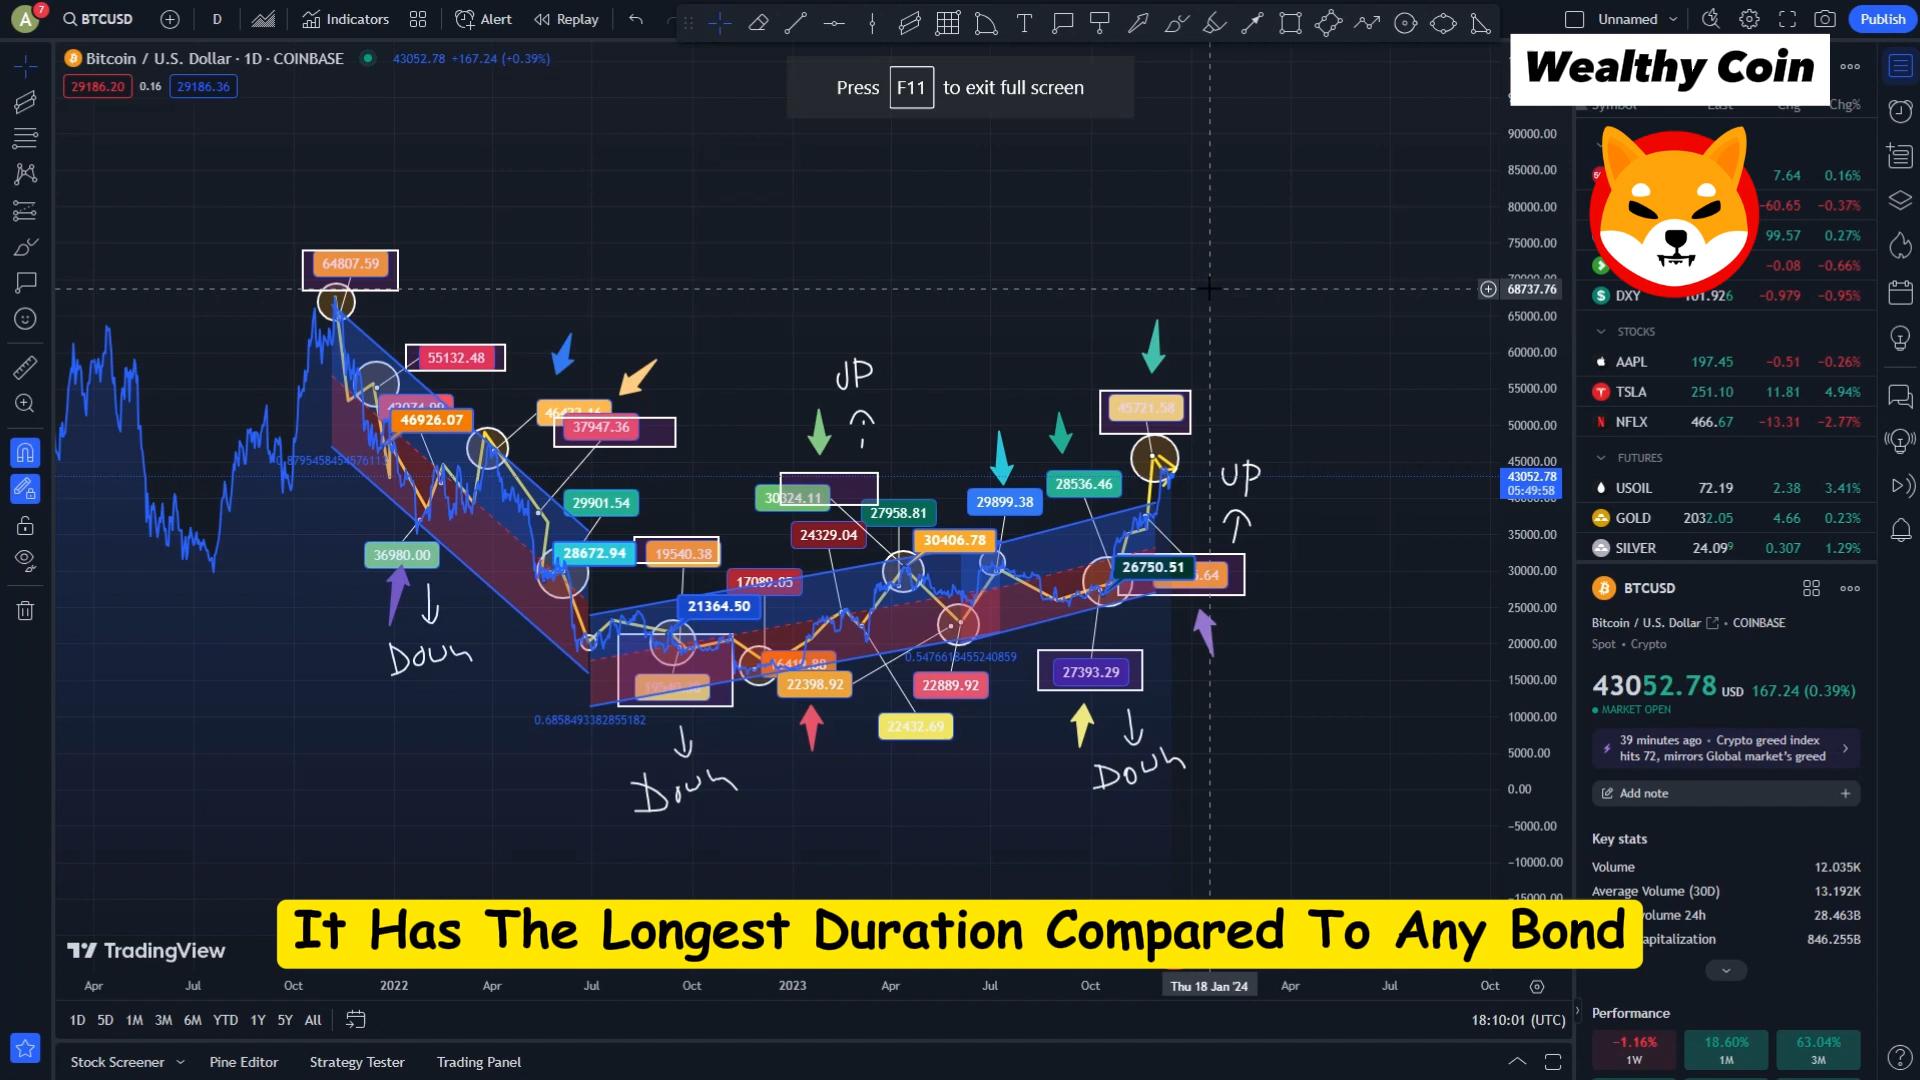 A 7 BTCUSD D Indicators Alert Replay Unnamed Publish
Bitcoin / U.S. Dollar · 1D · COINBASE 43052.78 +167.24 (+0.39%)
29186.20 0.16 29186.36
Press F11 to exit full screen
Wealthy Coin
Chg%
90000.00
85000.00
80000.00
75000.00
70000.00
68737.76
65000.00
60000.00
55000.00
50000.00
45000.00
43052.78
05:49:58
35000.00
30000.00
25000.00
20000.00
15000.00
10000.00
5000.00
0.00
−5000.00
−10000.00
64807.59
55132.48
46926.07
37947.36
36980.00
29901.54
28672.94
19540.38
17089.05
21364.50
0.6858493382855182
22398.92
22432.69
22889.92
0.5476618455240859
24329.04
27958.81
30406.78
29899.38
28536.46
45721.58
26750.51
27393.29
Down
Down
UP
Down
UP
7.64 0.16%
-60.65 −0.37%
99.57 0.27%
−0.08 −0.66%
DXY 101.926 −0.979 −0.95%
STOCKS
AAPL 197.45 −0.51 −0.26%
TSLA 251.10 11.81 4.94%
NFLX 466.67 −13.31 −2.77%
FUTURES
USOIL 72.19 2.38 3.41%
GOLD 2032.05 4.66 0.23%
SILVER 24.099 0.307 1.29%
BTCUSD
Bitcoin / U.S. Dollar • COINBASE
Spot • Crypto
43052.78 USD 167.24 (0.39%)
MARKET OPEN
39 minutes ago • Crypto greed index
hits 72, mirrors Global market's greed
Add note
Key stats
Volume 12.035K
Average Volume (30D) 13.192K
volume 24h 28.463B
846.255B
Performance
−1.16% 18.60% 63.04%
1W 1M 3M
It Has The Longest Duration Compared To Any Bond
TradingView
Apr Jul Oct 2022 Apr Jul Oct 2023 Apr Jul Oct Thu 18 Jan '24 Apr Jul Oct
1D 5D 1M 3M 6M YTD 1Y 5Y All 18:10:01 (UTC)
Stock Screener Pine Editor Strategy Tester Trading Panel